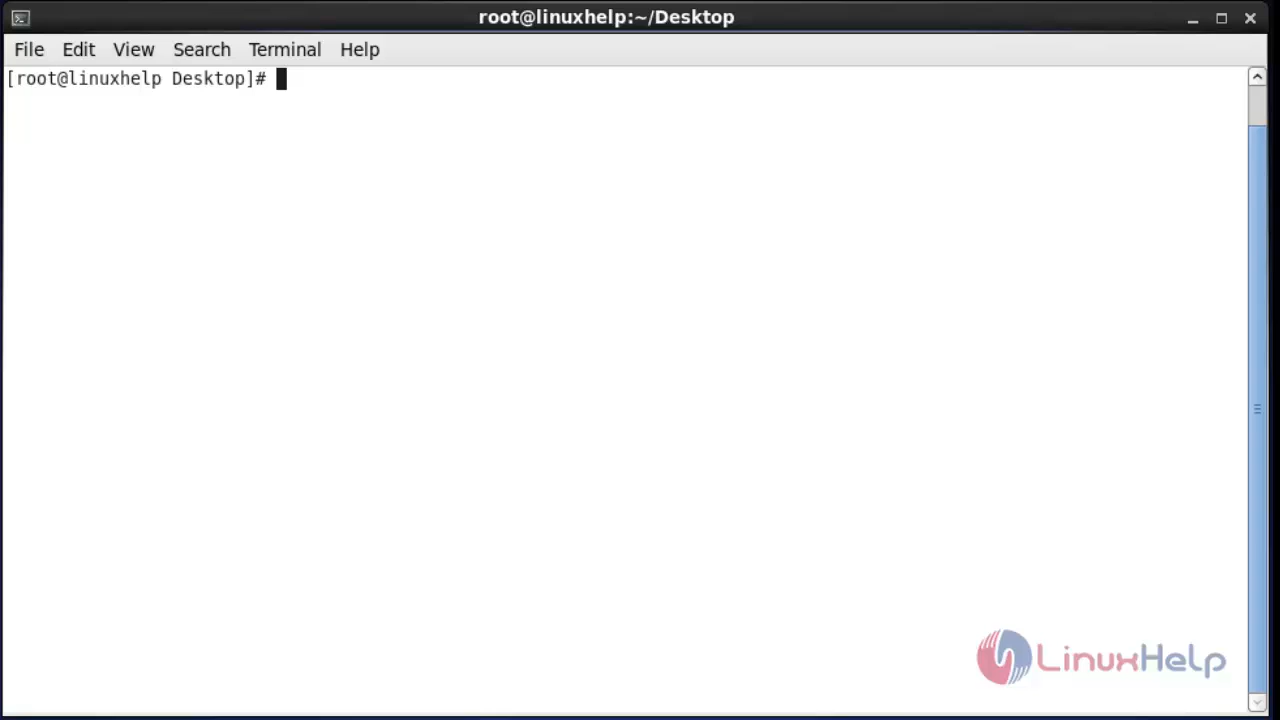 root@linuxhelp:~/Desktop
File Edit View Search Terminal Help
[root@linuxhelp Desktop]#
LinuxHelp